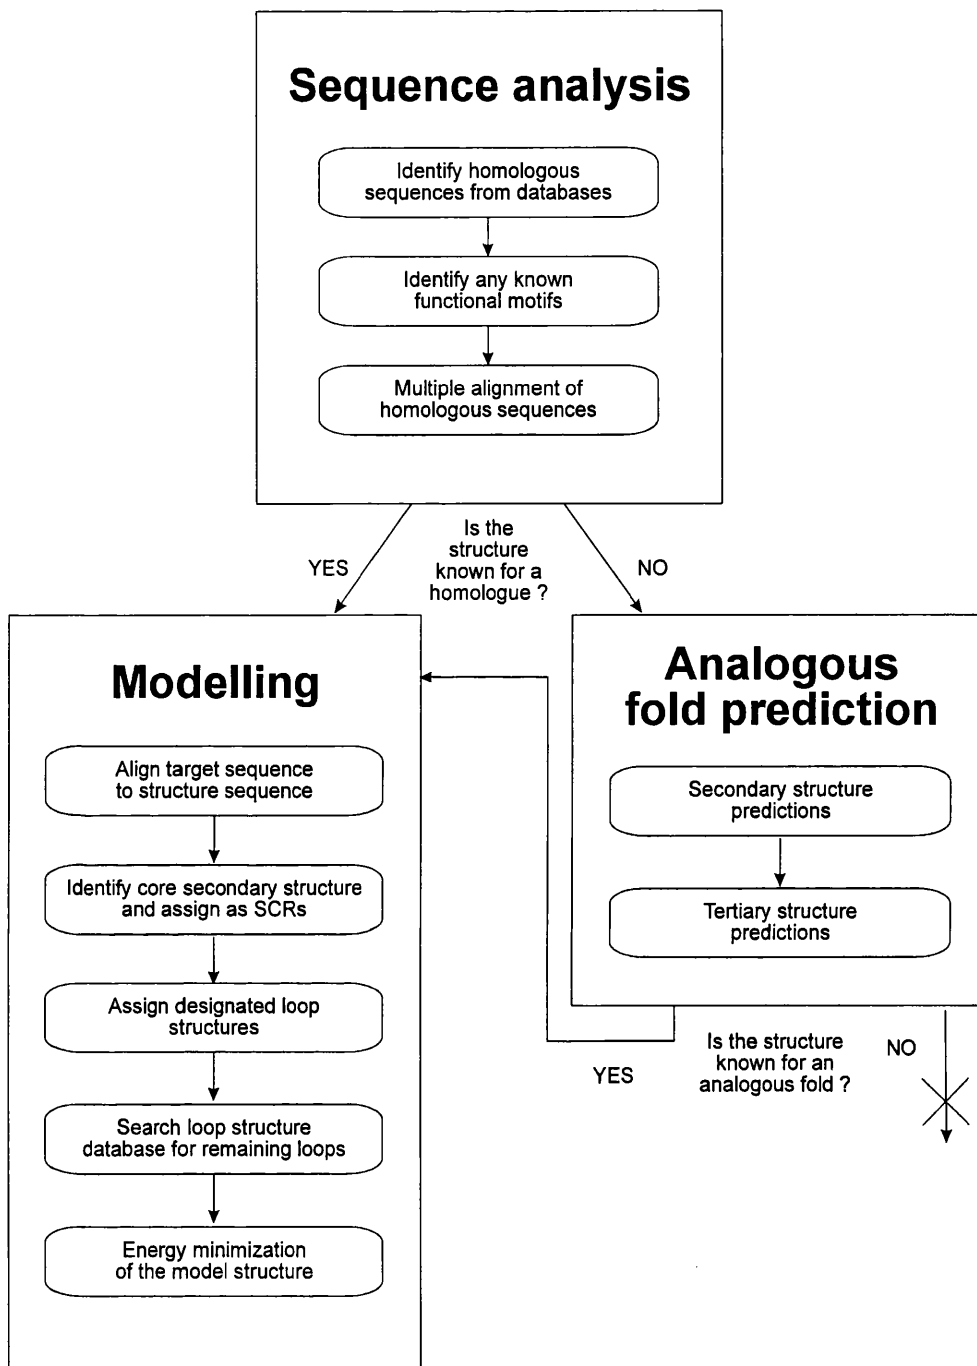 Sequence analysis
Identify homologous
sequences from databases
Identify any known
functional motifs
Multiple alignment of
homologous sequences
Is the
structure
known for a
homologue ?
YES
NO
Modelling
Align target sequence
to structure sequence
Identify core secondary structure
and assign as SCRs
Assign designated loop
structures
Search loop structure
database for remaining loops
Energy minimization
of the model structure
Analogous
fold prediction
Secondary structure
predictions
Tertiary structure
predictions
Is the structure
known for an
analogous fold ?
YES
NO